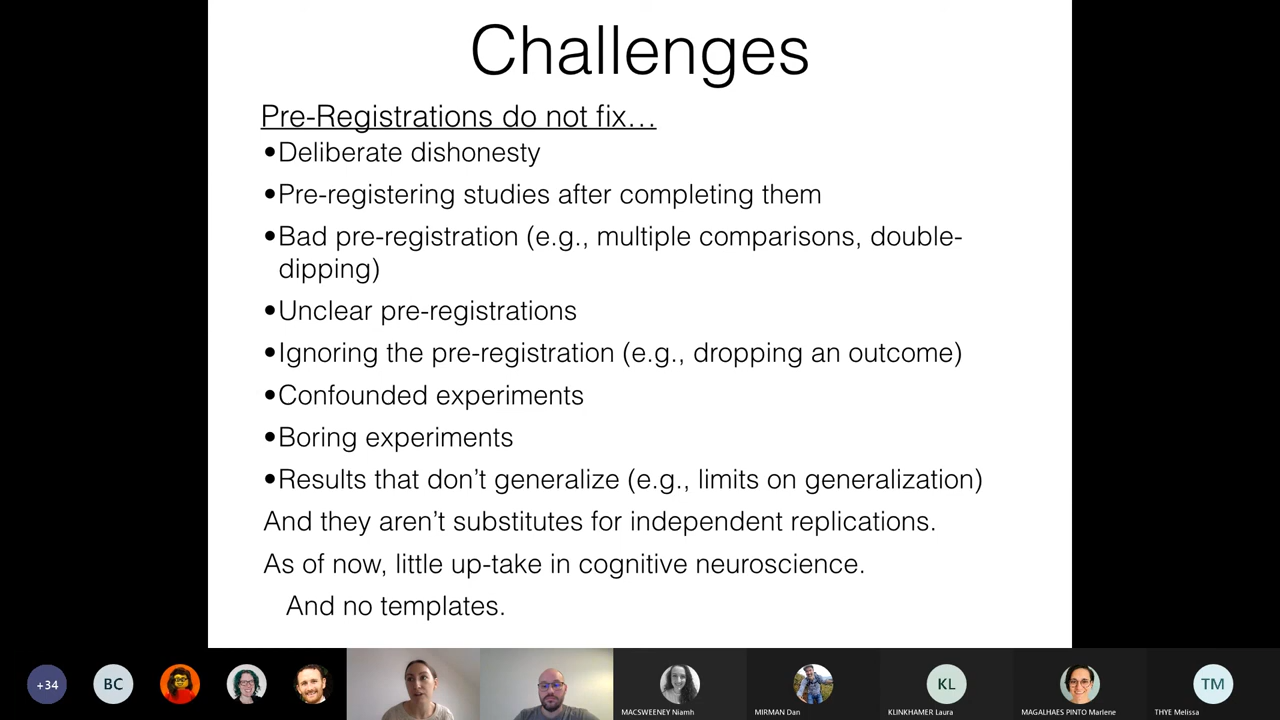 Challenges
Pre-Registrations do not fix…
•Deliberate dishonesty
•Pre-registering studies after completing them
•Bad pre-registration (e.g., multiple comparisons, double-
dipping)
•Unclear pre-registrations
•Ignoring the pre-registration (e.g., dropping an outcome)
•Confounded experiments
•Boring experiments
•Results that don’t generalize (e.g., limits on generalization)
And they aren’t substitutes for independent replications.
As of now, little up-take in cognitive neuroscience.
And no templates.
+34
BC
KL
TM
MACSWEENEY Niamh
MIRMAN Dan
KLINKHAMER Laura
MAGALHAES PINTO Marlene
THYE Melissa